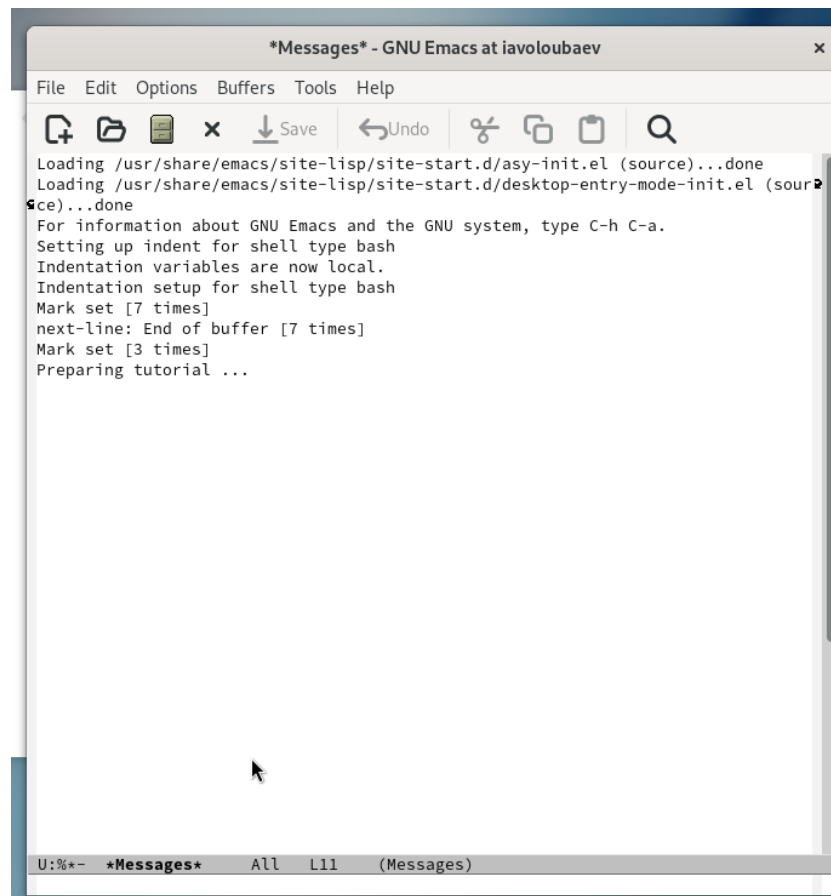 *Messages* - GNU Emacs at iavoloubaev
File Edit Options Buffers Tools Help
Save Undo
Loading /usr/share/emacs/site-lisp/site-start.d/asy-init.el (source)...done
Loading /usr/share/emacs/site-lisp/site-start.d/desktop-entry-mode-init.el (sour
ce)...done
For information about GNU Emacs and the GNU system, type C-h C-a.
Setting up indent for shell type bash
Indentation variables are now local.
Indentation setup for shell type bash
Mark set [7 times]
next-line: End of buffer [7 times]
Mark set [3 times]
Preparing tutorial ...
U:%*- *Messages* All L11 (Messages)